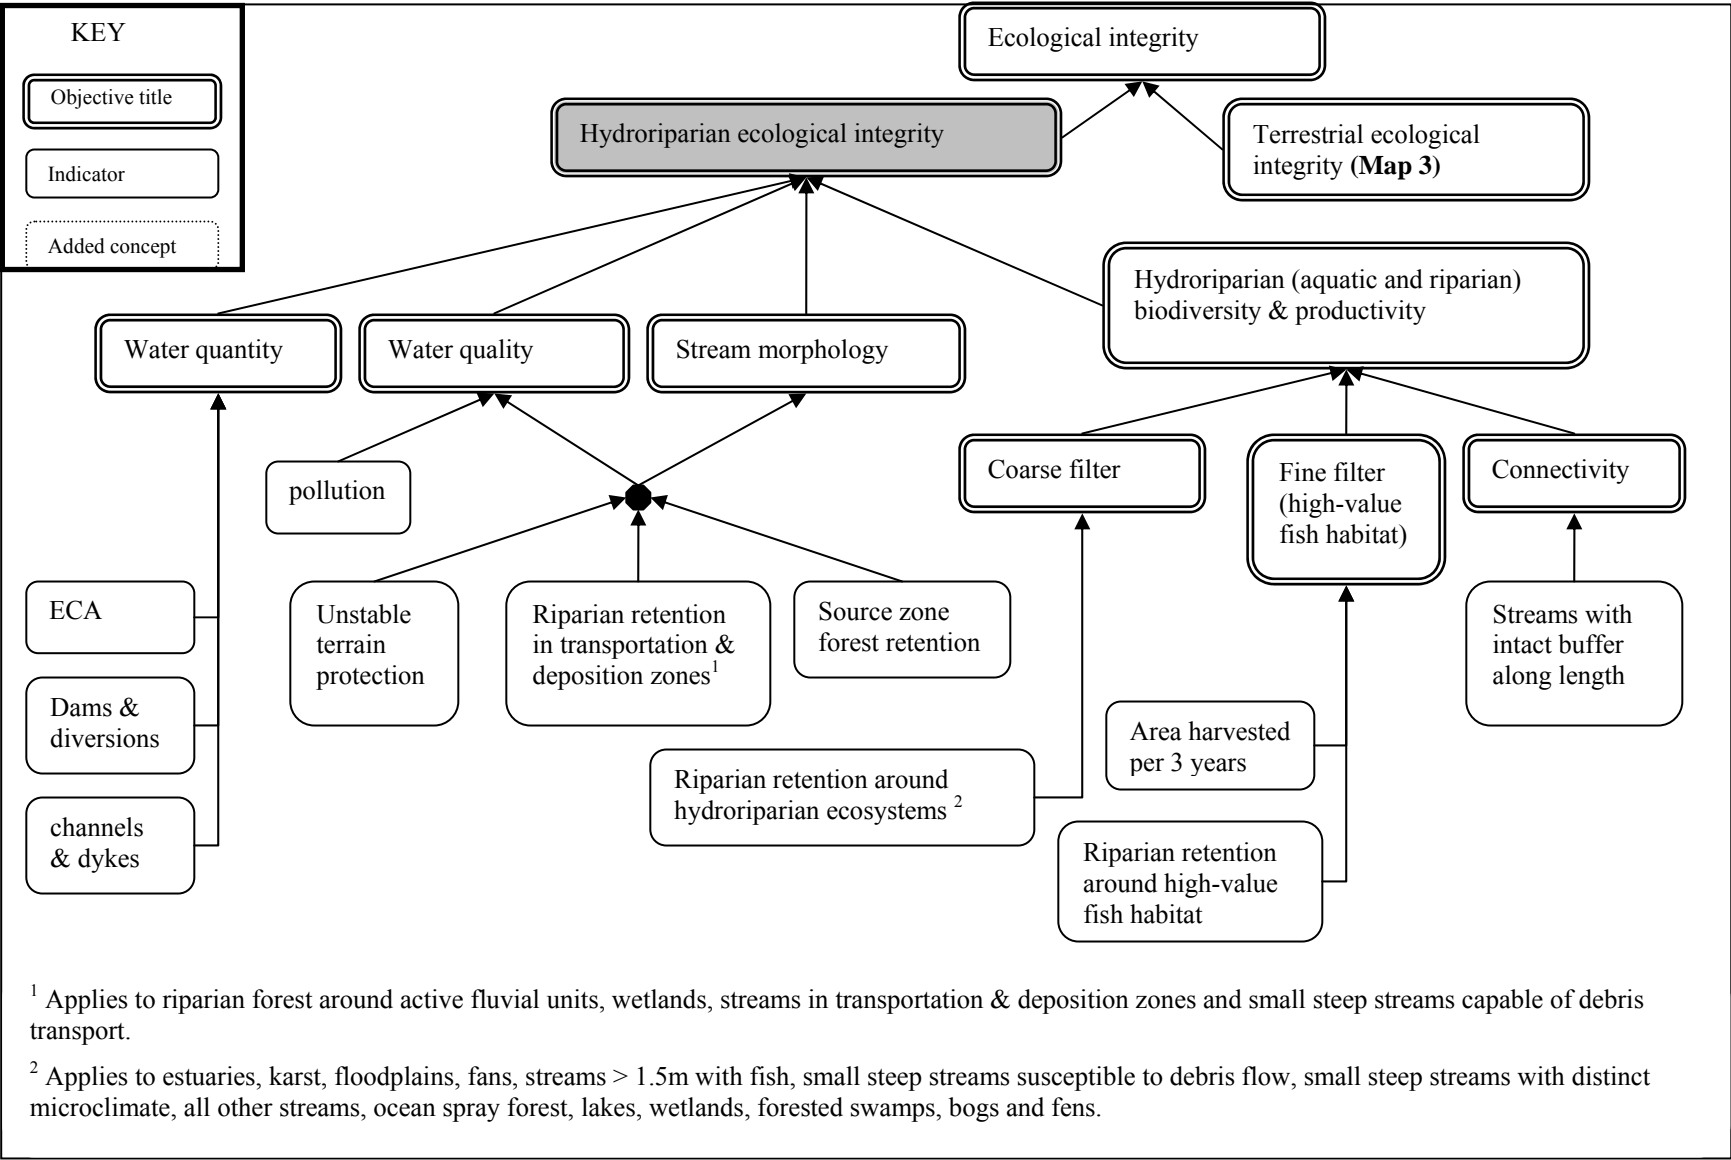 KEY
Objective title
Indicator
Added concept
Ecological integrity
Hydroriparian ecological integrity
Terrestrial ecological
integrity (Map 3)
Hydroriparian (aquatic and riparian)
biodiversity & productivity
Water quantity
Water quality
Stream morphology
pollution
Coarse filter
Fine filter
(high-value
fish habitat)
Connectivity
ECA
Unstable
terrain
protection
Riparian retention
in transportation &
deposition zones1
Source zone
forest retention
Streams with
intact buffer
along length
Dams &
diversions
Area harvested
per 3 years
Riparian retention around
hydroriparian ecosystems 2
channels
& dykes
Riparian retention
around high-value
fish habitat
1 Applies to riparian forest around active fluvial units, wetlands, streams in transportation & deposition zones and small steep streams capable of debris
transport.
2 Applies to estuaries, karst, floodplains, fans, streams > 1.5m with fish, small steep streams susceptible to debris flow, small steep streams with distinct
microclimate, all other streams, ocean spray forest, lakes, wetlands, forested swamps, bogs and fens.